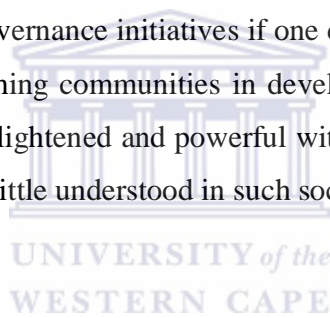 vernance initiatives if one
ning communities in devel
lightened and powerful wit
ittle understood in such soc
UNIVERSITY of the
WESTERN CAPE